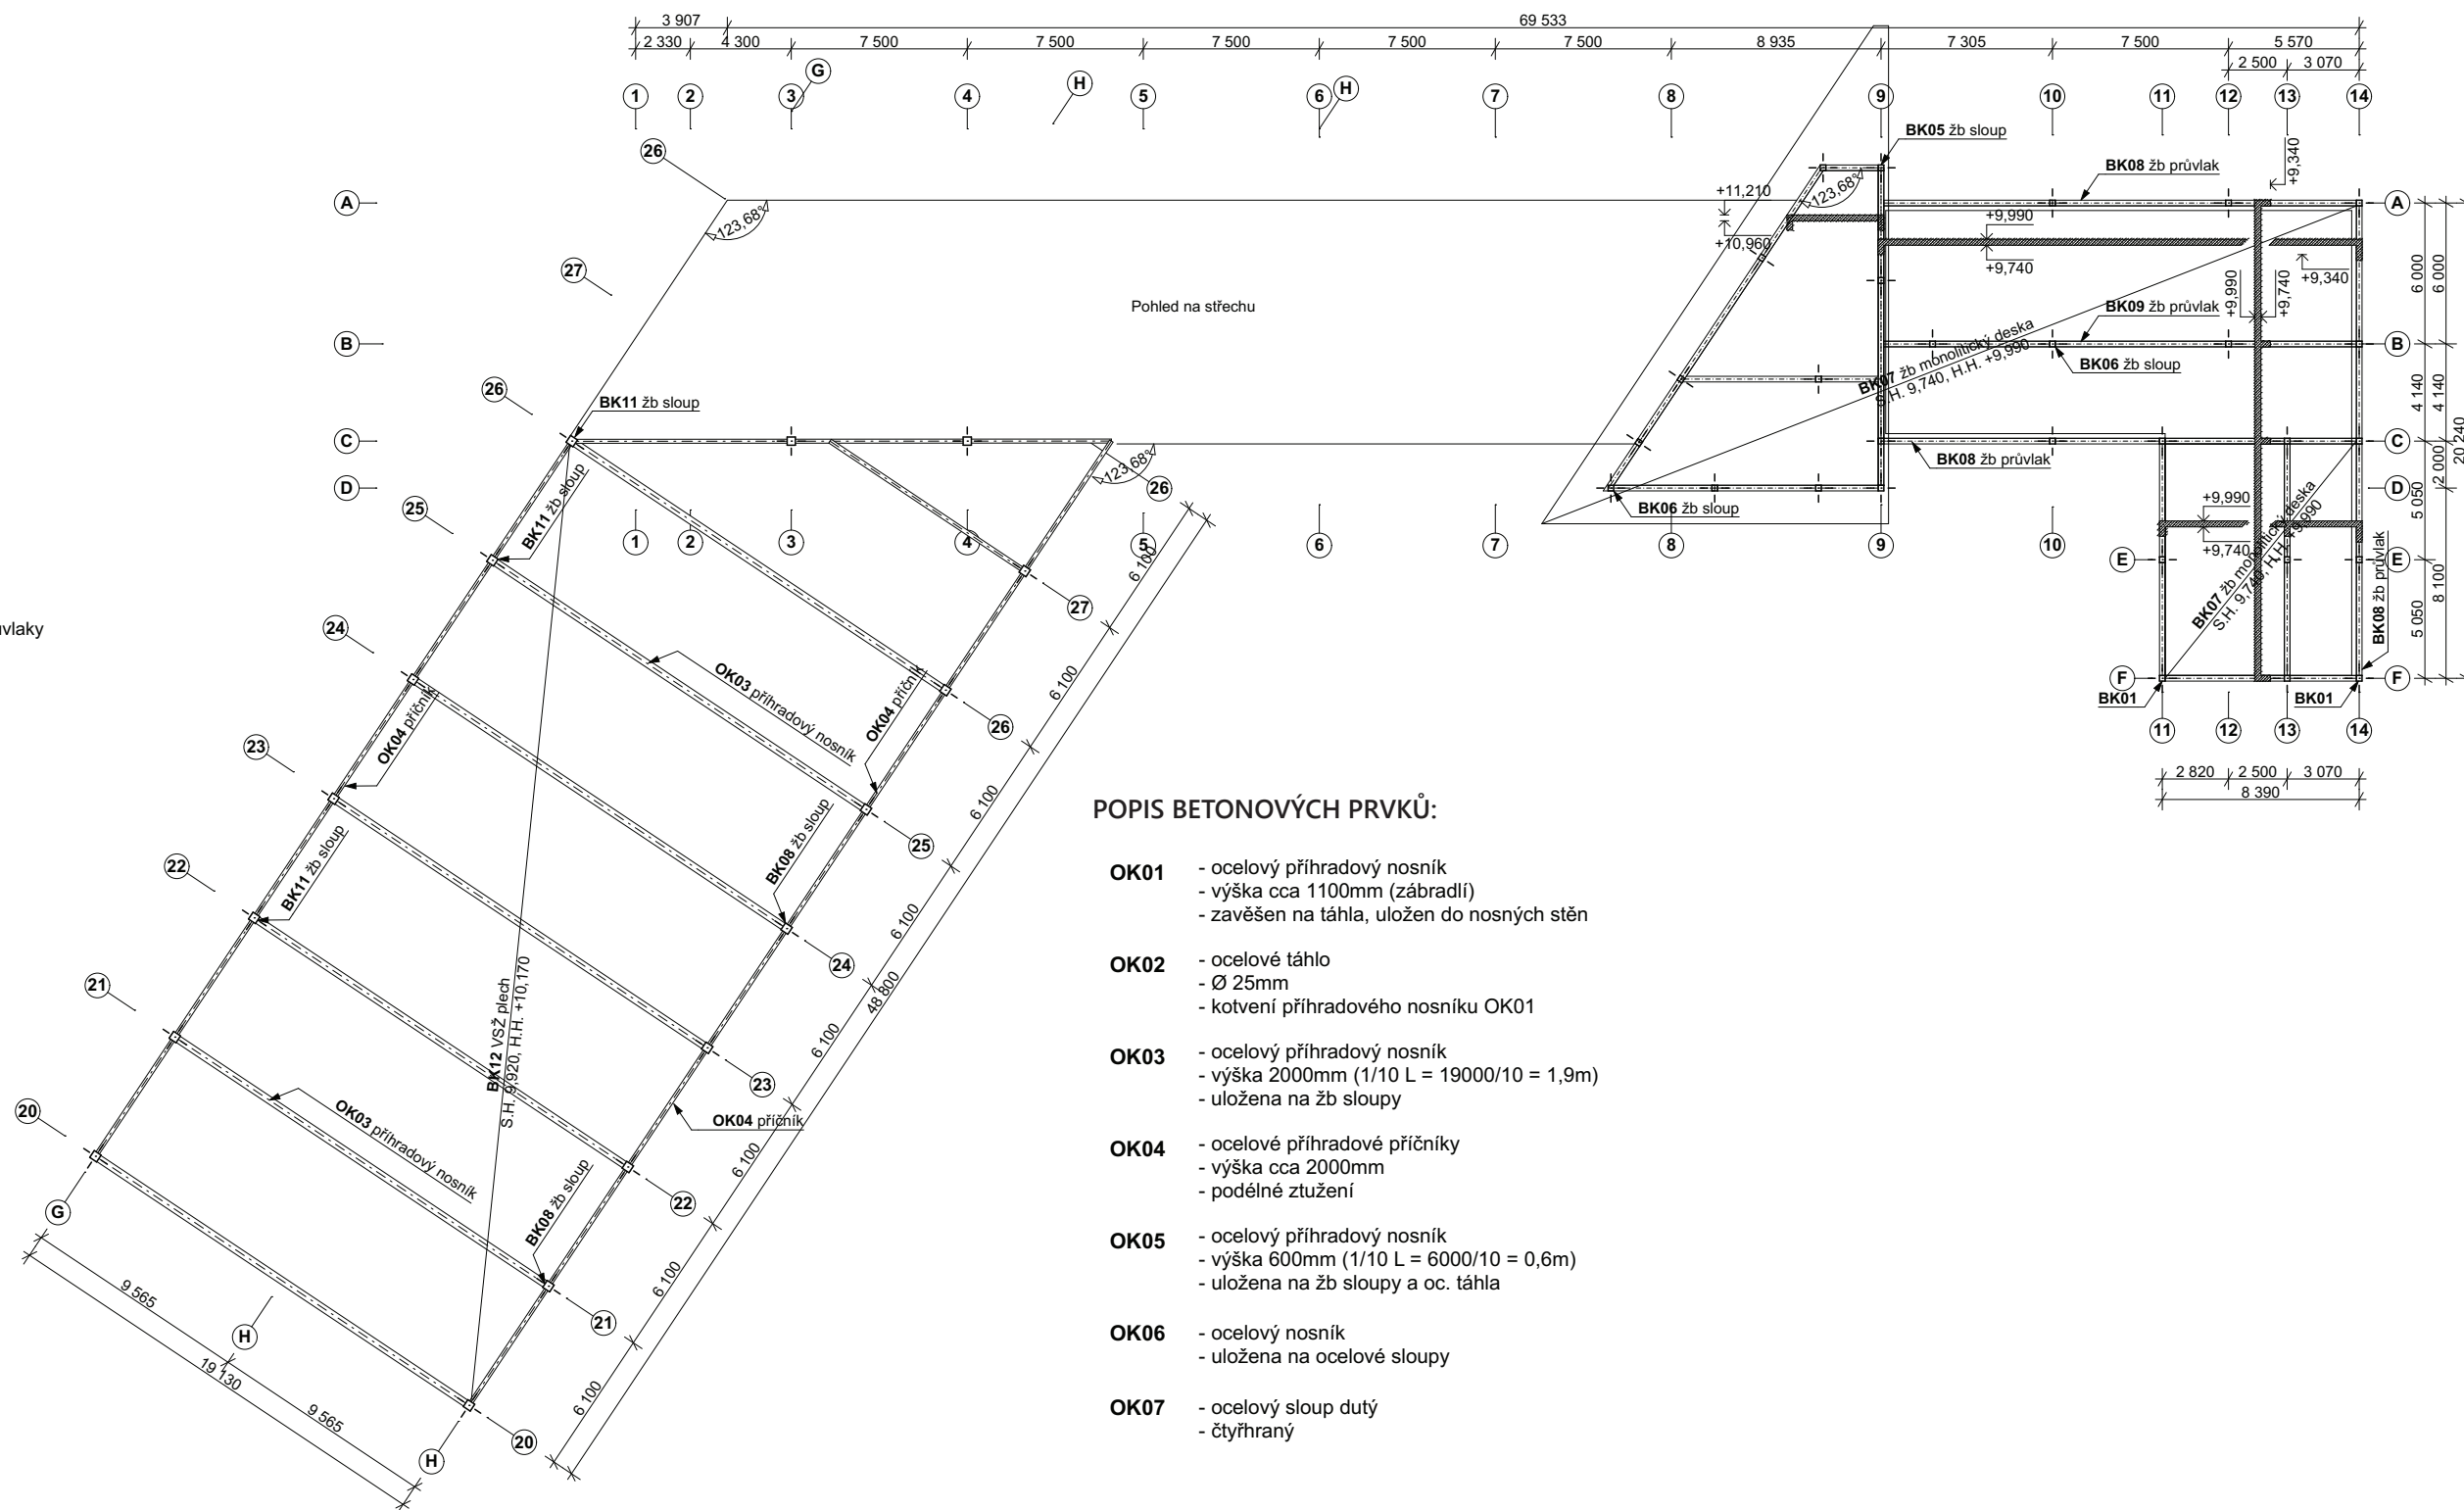 3 907
69 533
2 330
4 300
7 500
7 500
7 500
7 500
7 500
8 935
7 305
7 500
5 570
2 500
3 070
G
H
H
1
2
3
4
5
6
7
8
9
10
11
12
13
14
BK05 žb sloup
26
BK08 žb průvlak
+9,340
A
123,68°
+11,210
+10,960
123,68°
+9,990
+9,740
A
27
Pohled na střechu
+9,990
+9,740
+9,340
6 000
6 000
B
BK09 žb průvlak
BK07 žb monolitický deska
S.H. 9,740, H.H. +9,990
BK06 žb sloup
B
26
BK11 žb sloup
4 140
4 140
C
BK08 žb průvlak
C
20 240
D
BK11 žb sloup
123,68°
26
BK06 žb sloup
D
2 000
25
1
2
3
4
5
6
7
8
9
10
+9,990
+9,740
5 050
E
E
6 100
BK07 žb monolitický deska
S.H. 9,740, H.H. +9,990
BK08 žb průvlak
8 100
5 050
27
ůvlaky
24
OK03 příhradový nosník
OK04 příčník
6 100
F
F
BK01
BK01
26
OK04 příčník
11
12
13
14
23
6 100
2 820
2 500
3 070
8 390
BK11 žb sloup
BK08 žb sloup
25
22
6 100
24
21
BK12 VSŽ plech
S.H. 9,920, H.H. +10,170
48 800
6 100
23
20
OK03 příhradový nosník
OK04 příčník
6 100
BK08 žb sloup
22
G
6 100
21
9 565
H
19 130
9 565
6 100
20
H
POPIS BETONOVÝCH PRVKŮ:
OK01
- ocelový příhradový nosník
- výška cca 1100mm (zábradlí)
- zavěšen na táhla, uložen do nosných stěn
OK02
- ocelové táhlo
- Ø 25mm
- kotvení příhradového nosníku OK01
OK03
- ocelový příhradový nosník
- výška 2000mm (1/10 L = 19000/10 = 1,9m)
- uložena na žb sloupy
OK04
- ocelové příhradové příčníky
- výška cca 2000mm
- podélné ztužení
OK05
- ocelový příhradový nosník
- výška 600mm (1/10 L = 6000/10 = 0,6m)
- uložena na žb sloupy a oc. táhla
OK06
- ocelový nosník
- uložena na ocelové sloupy
OK07
- ocelový sloup dutý
- čtyřhraný